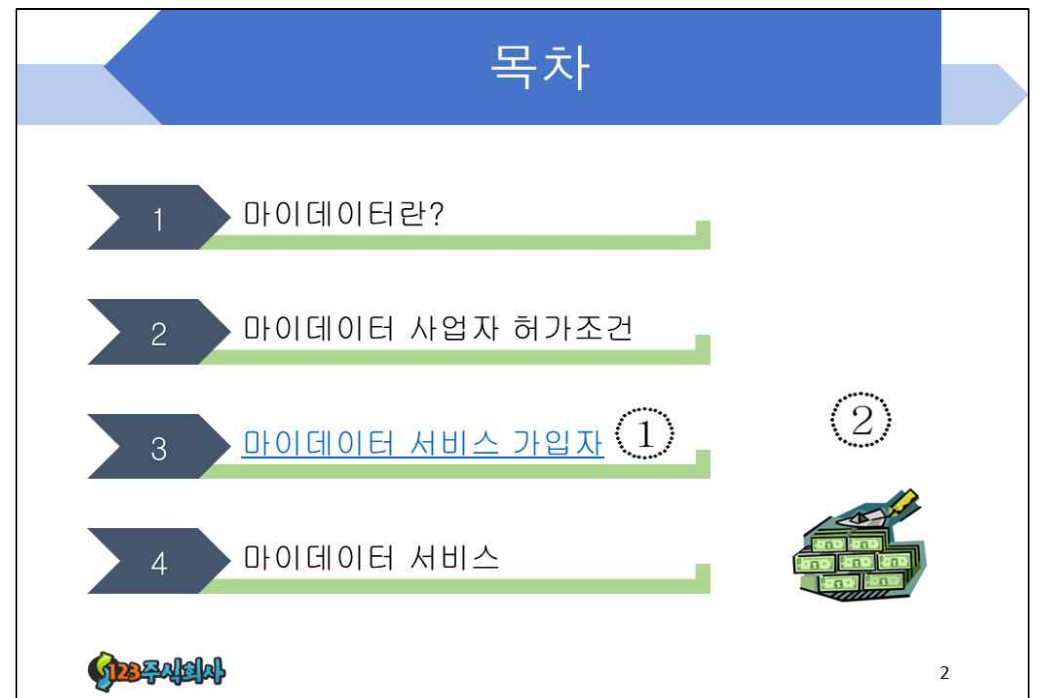 목차
1 마이데이터란?
2 마이데이터 사업자 허가조건
3 마이데이터 서비스 가입자 ①
②
4 마이데이터 서비스
123주식회사
2